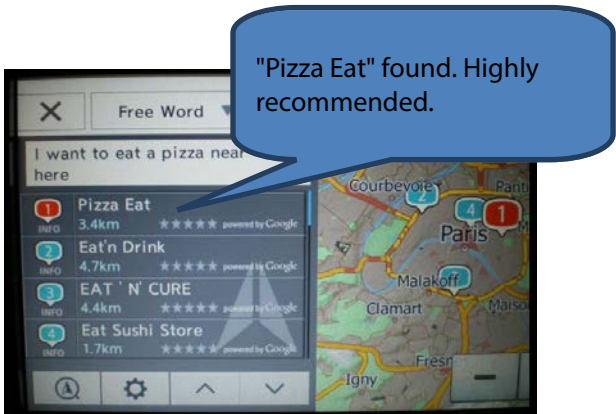 "Pizza Eat" found. Highly
recommended.
Free Word
I want to eat a pizza near
here
1
INFO
Pizza Eat
3.4km
powered by Google
2
INFO
Eat'n Drink
4.7km
powered by Google
3
INFO
EAT ' N' CURE
4.4km
powered by Google
4
INFO
Eat Sushi Store
1.7km
powered by Google
A
Courbevoie
2
4
1
Paris
Malakoff
Clamart
Igny